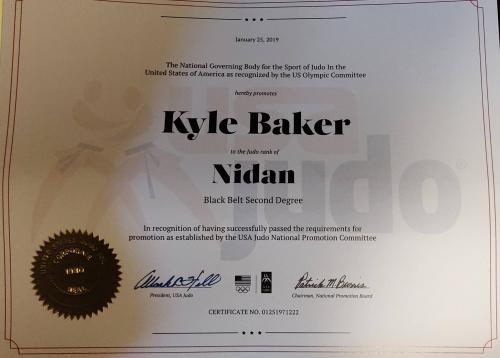 January 25, 2019
The National Governing Body for the Sport of Judo In the
United States of America as recognized by the US Olympic Committee
hereby promotes
Kyle Baker
to the Judo rank of
Nidan
Black Belt Second Degree
In recognition of having successfully passed the requirements for
promotion as established by the USA Judo National Promotion Committee
President, USA Judo
Chairman, National Promotion Board
CERTIFICATE NO. 01251971222
usa
judo